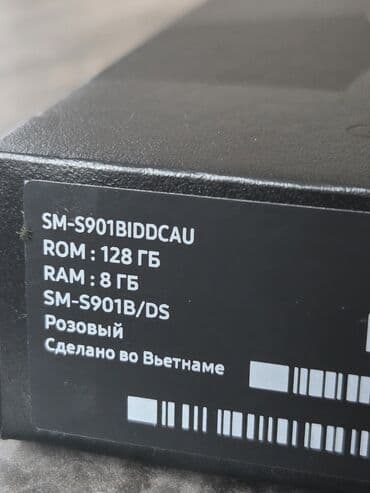 SM-S901BIDDCAU
ROM : 128 ГБ
RAM : 8 ГБ
SM-S901B/DS
Розовый
Сделано во Вьетнаме